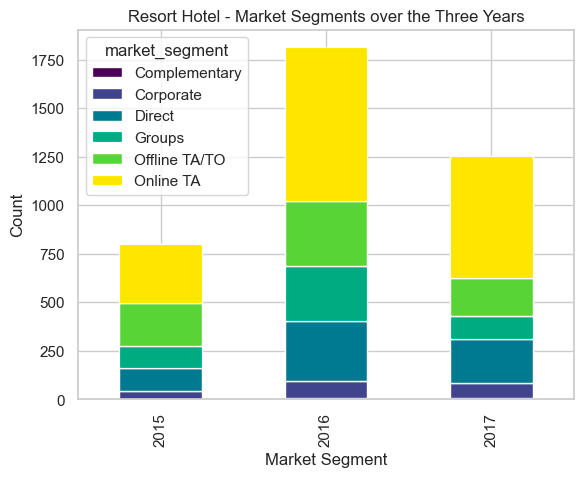 Resort Hotel - Market Segments over the Three Years
market_segment
Complementary
Corporate
Direct
Groups
Offline TA/TO
Online TA
Count
1750
1500
1250
1000
750
500
250
0
2015
2016
2017
Market Segment